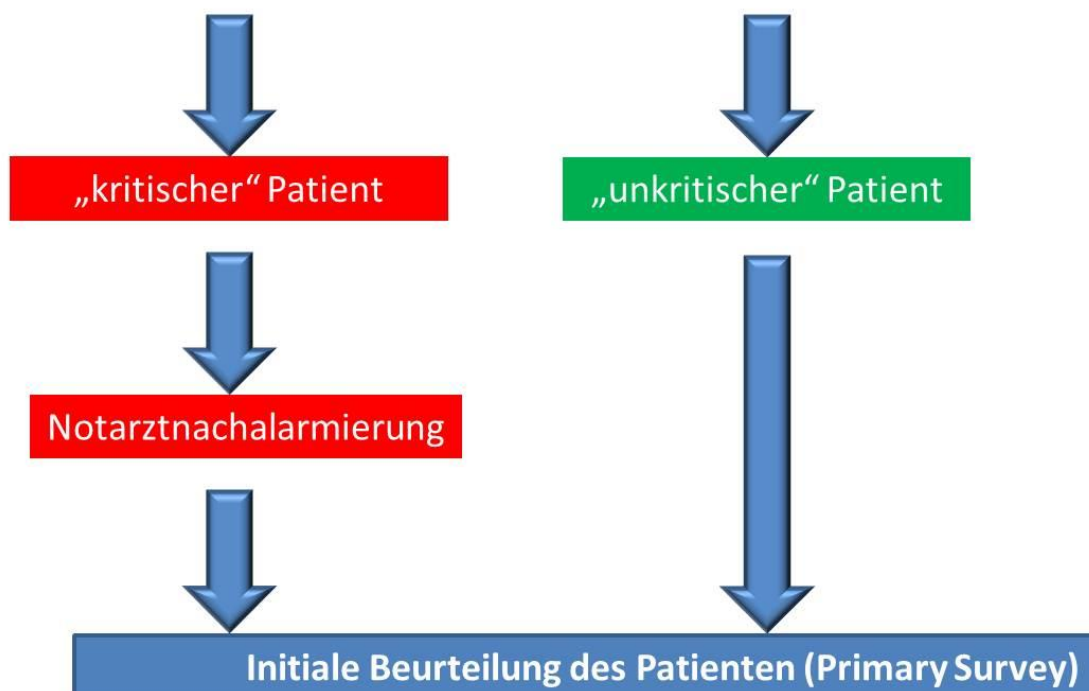 „kritischer“ Patient
„unkritischer“ Patient
Notarztnachalarmierung
Initiale Beurteilung des Patienten (Primary Survey)